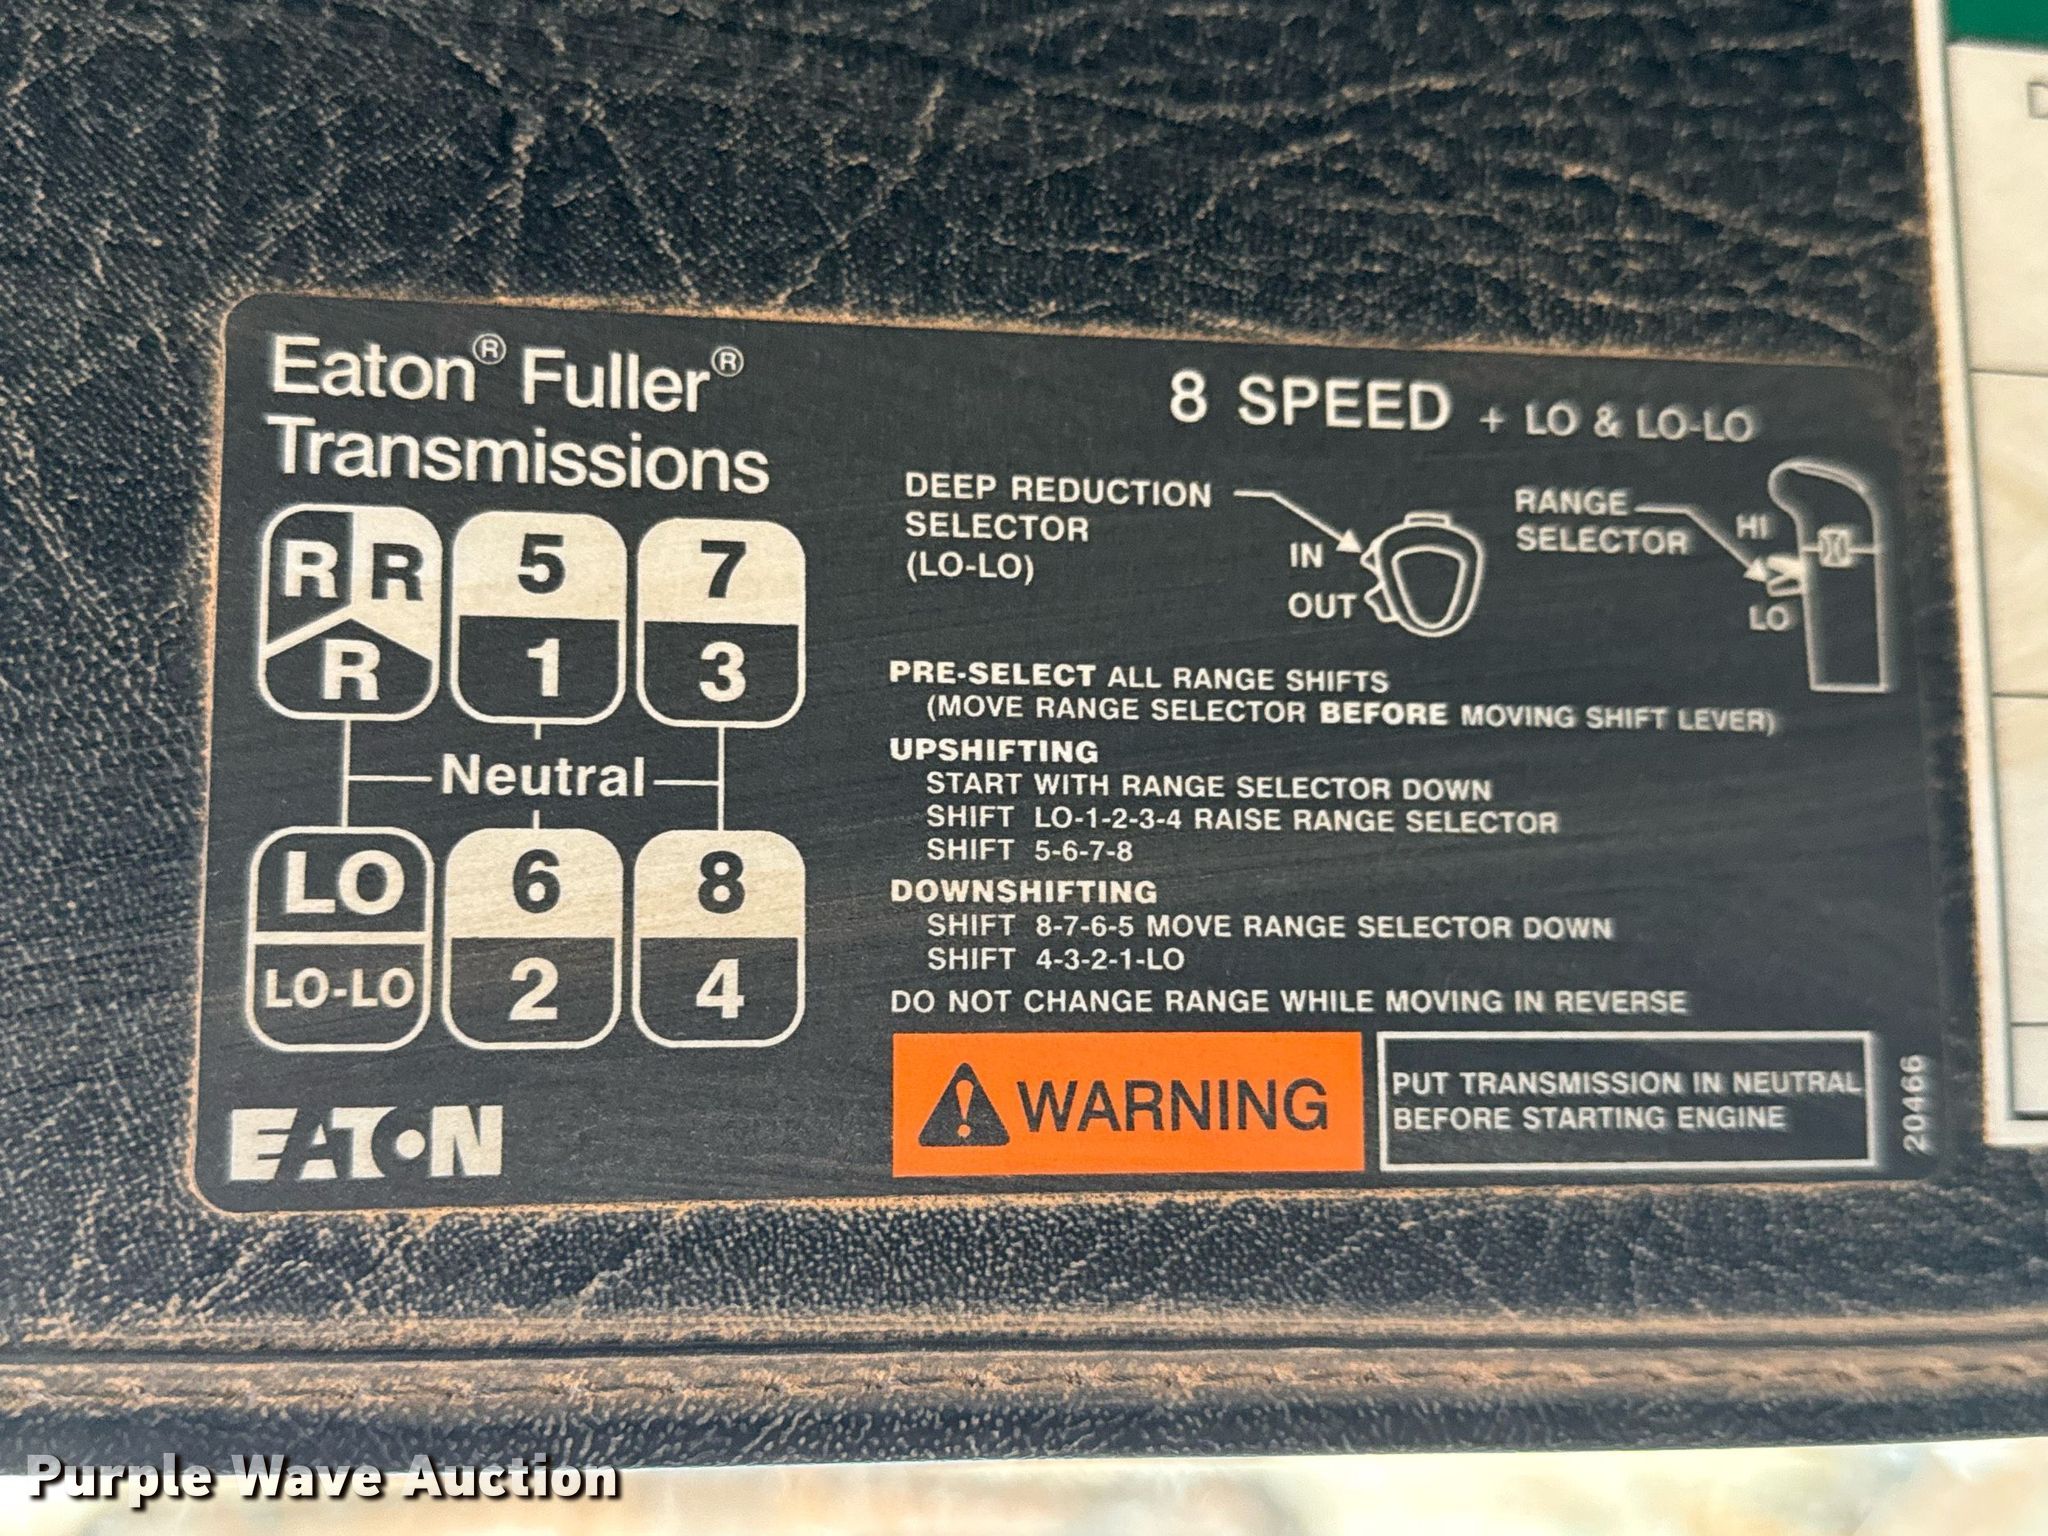 Eaton® Fuller®
Transmissions
8 SPEED + LO & LO-LO
R R 5 7
R 1 3
Neutral
LO 6 8
LO-LO 2 4
EATON
DEEP REDUCTION
SELECTOR
(LO-LO)
IN
OUT
RANGE
SELECTOR
HI
LO
PRE-SELECT ALL RANGE SHIFTS
(MOVE RANGE SELECTOR BEFORE MOVING SHIFT LEVER)
UPSHIFTING
START WITH RANGE SELECTOR DOWN
SHIFT LO-1-2-3-4 RAISE RANGE SELECTOR
SHIFT 5-6-7-8
DOWNSHIFTING
SHIFT 8-7-6-5 MOVE RANGE SELECTOR DOWN
SHIFT 4-3-2-1-LO
DO NOT CHANGE RANGE WHILE MOVING IN REVERSE
WARNING
PUT TRANSMISSION IN NEUTRAL
BEFORE STARTING ENGINE
20466
Purple Wave Auction